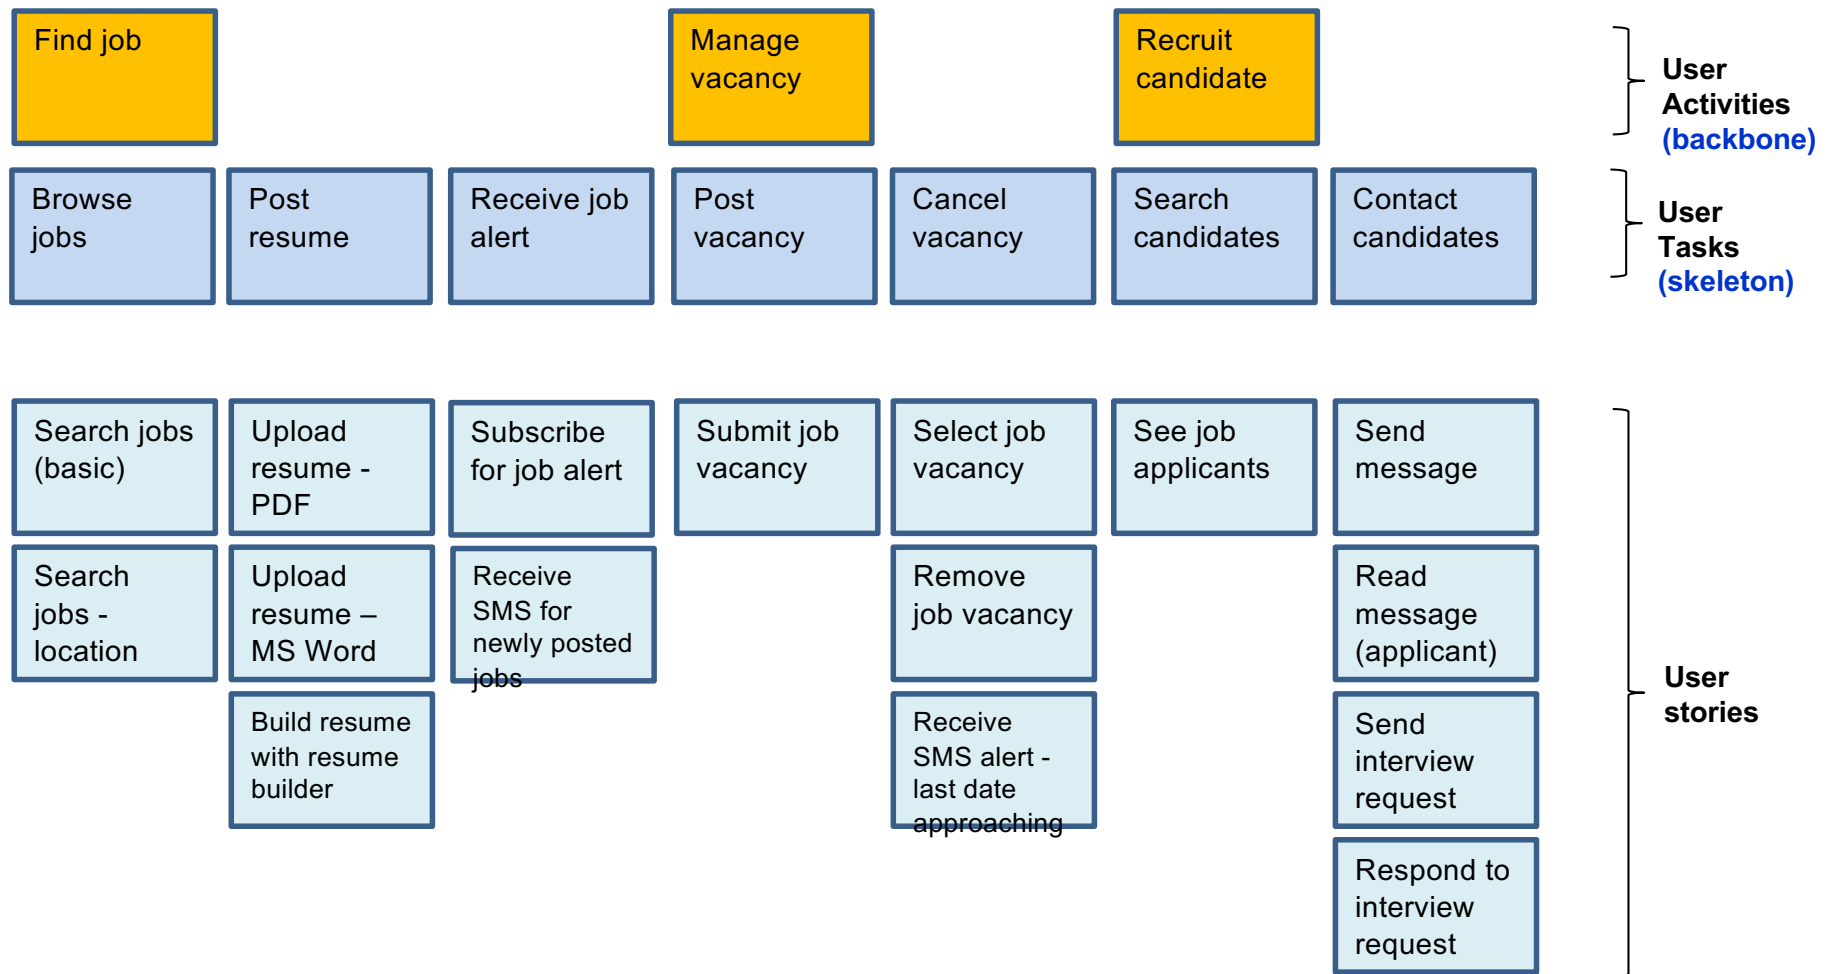 Find job
Manage
vacancy
Recruit
candidate
User
Activities
(backbone)
Browse
jobs
Post
resume
Receive job
alert
Post
vacancy
Cancel
vacancy
Search
candidates
Contact
candidates
User
Tasks
(skeleton)
Search jobs
(basic)
Upload
resume -
PDF
Subscribe
for job alert
Submit job
vacancy
Select job
vacancy
See job
applicants
Send
message
Search
jobs -
location
Upload
resume –
MS Word
Receive
SMS for
newly posted
jobs
Remove
job vacancy
Read
message
(applicant)
Build resume
with resume
builder
Receive
SMS alert -
last date
approaching
Send
interview
request
User
stories
Respond to
interview
request